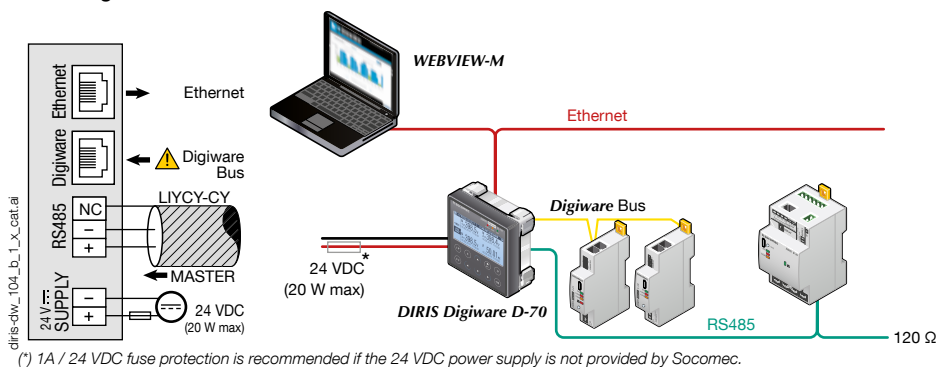 Ethernet
Ethernet
Digiware
Digiware
Bus
RS485
NC
–
+
LIYCY-CY
MASTER
24 V
SUPPLY
–
+
24 VDC
(20 W max)
diris-dw_104_b_1_x_cat.ai
WEBVIEW-M
Ethernet
Digiware Bus
*
24 VDC
(20 W max)
DIRIS Digiware D-70
RS485
120 Ω
(*) 1A / 24 VDC fuse protection is recommended if the 24 VDC power supply is not provided by Socomec.